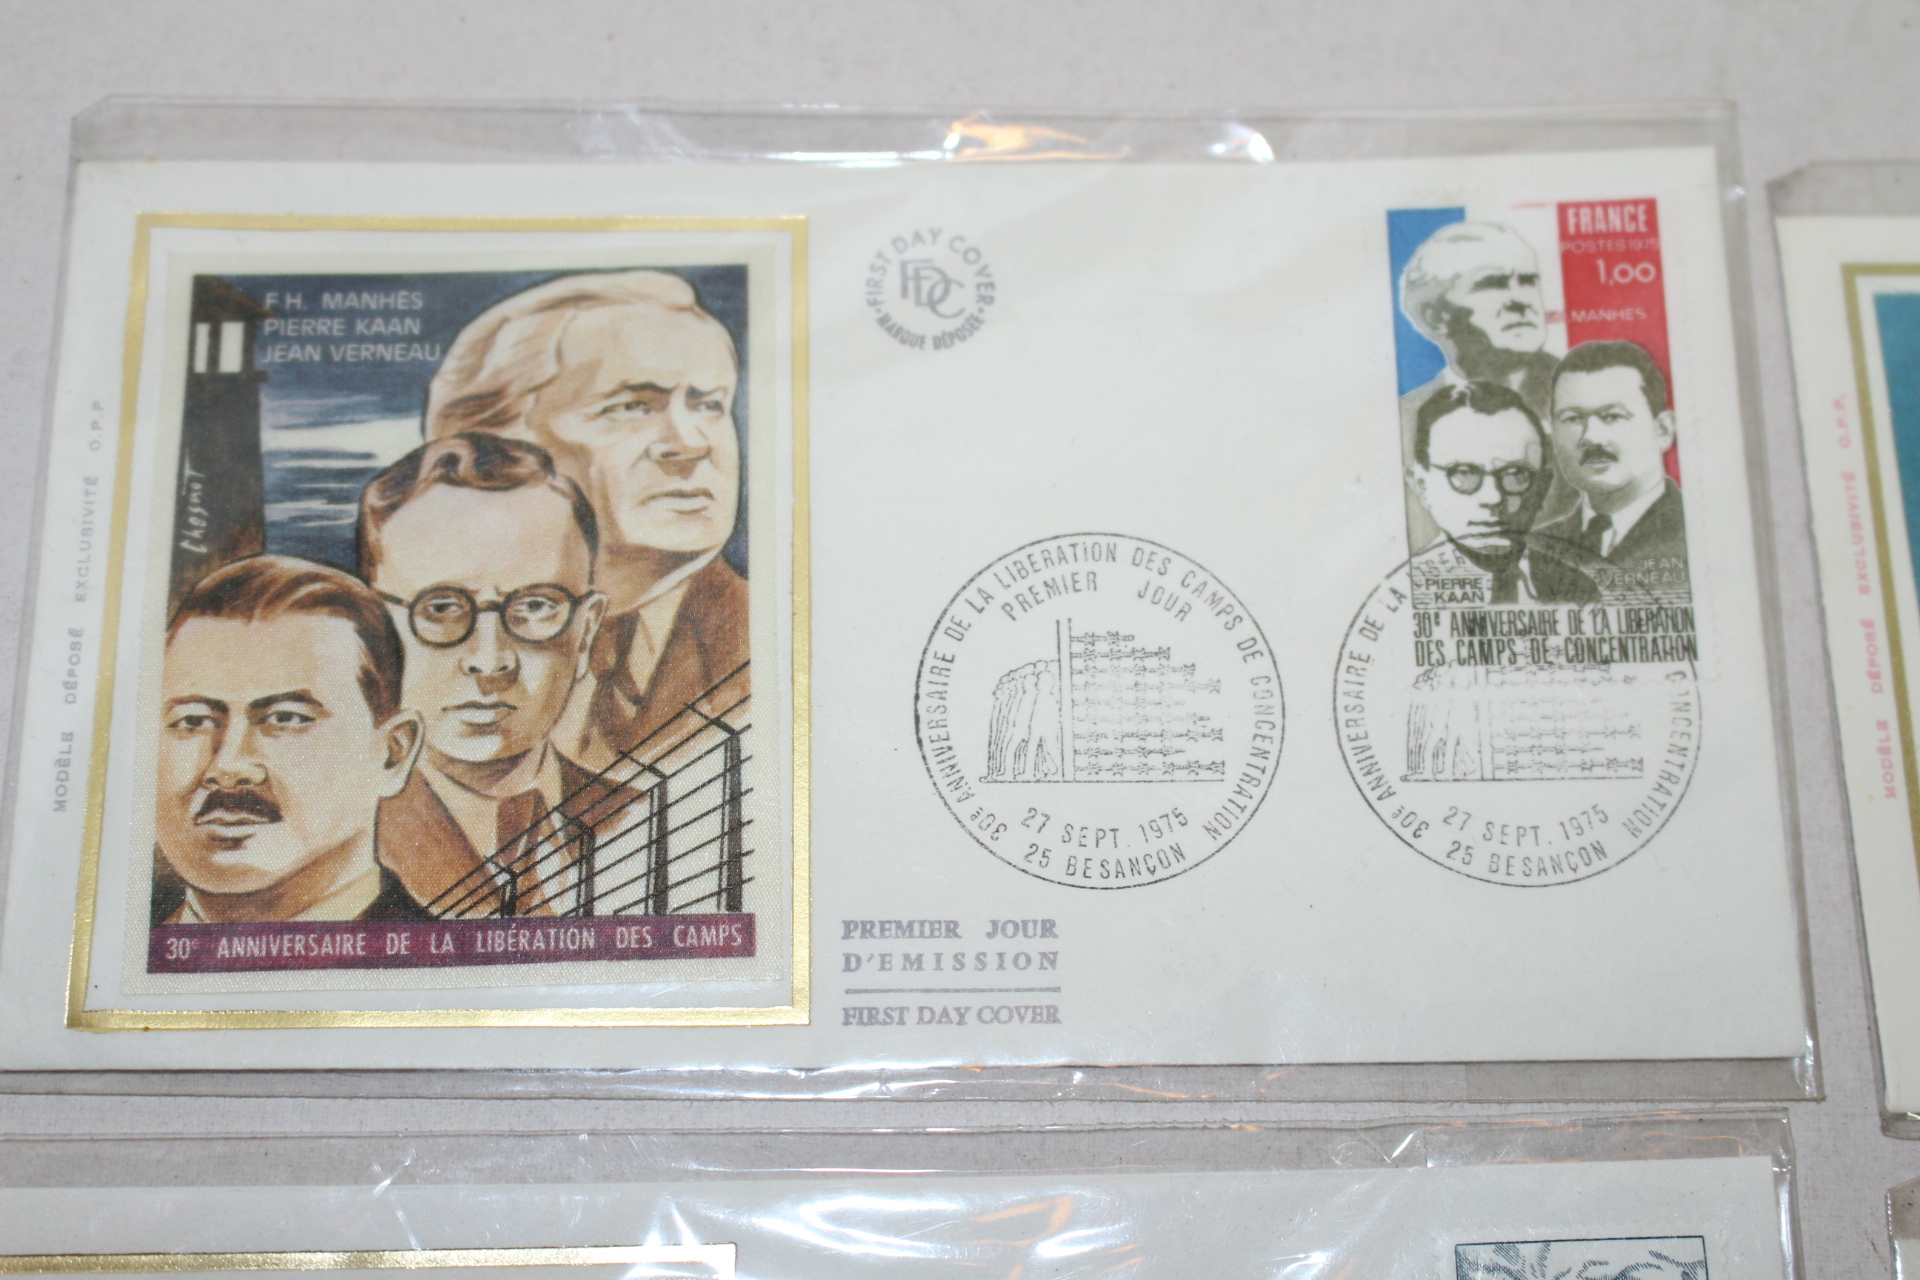 MODÈLE DÉPOSÉ EXCLUSIVITÉ O.P.P
F.H. MANHÈS
PIERRE KAAN
JEAN VERNEAU
Chesnot
30e ANNIVERSAIRE DE LA LIBÉRATION DES CAMPS
FIRST DAY COVER
FDC
MARQUE DÉPOSÉE
PREMIER JOUR
D'EMISSION
FIRST DAY COVER
30e ANNIVERSAIRE DE LA LIBERATION DES CAMPS DE CONCENTRATION
PREMIER JOUR
27 SEPT. 1975
25 BESANÇON
FRANCE
POSTES 1975
1,00
MANHES
PIERRE
KAAN
JEAN
VERNEAU
30e ANNIVERSAIRE DE LA LIBERATION
DES CAMPS DE CONCENTRATION
30e ANNIVERSAIRE DE LA CONCENTRATION
27 SEPT. 1975
25 BESANÇON
MODÈLE DÉPOSÉ EXCLUSIVITÉ O.P.P.